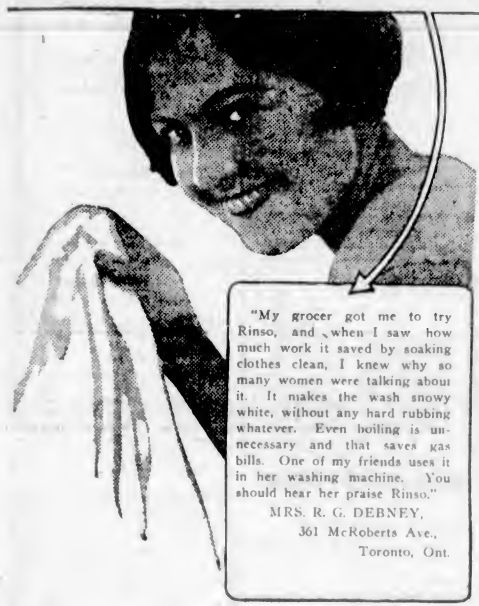 "My grocer got me to try
Rinso, and when I saw how
much work it saved by soaking
clothes clean, I knew why so
many women were talking about
it. It makes the wash snowy
white, without any hard rubbing
whatever. Even boiling is un-
necessary and that saves gas
bills. One of my friends uses it
in her washing machine. You
should hear her praise Rinso."
MRS. R. G. DEBNEY,
361 McRoberts Ave.,
Toronto, Ont.